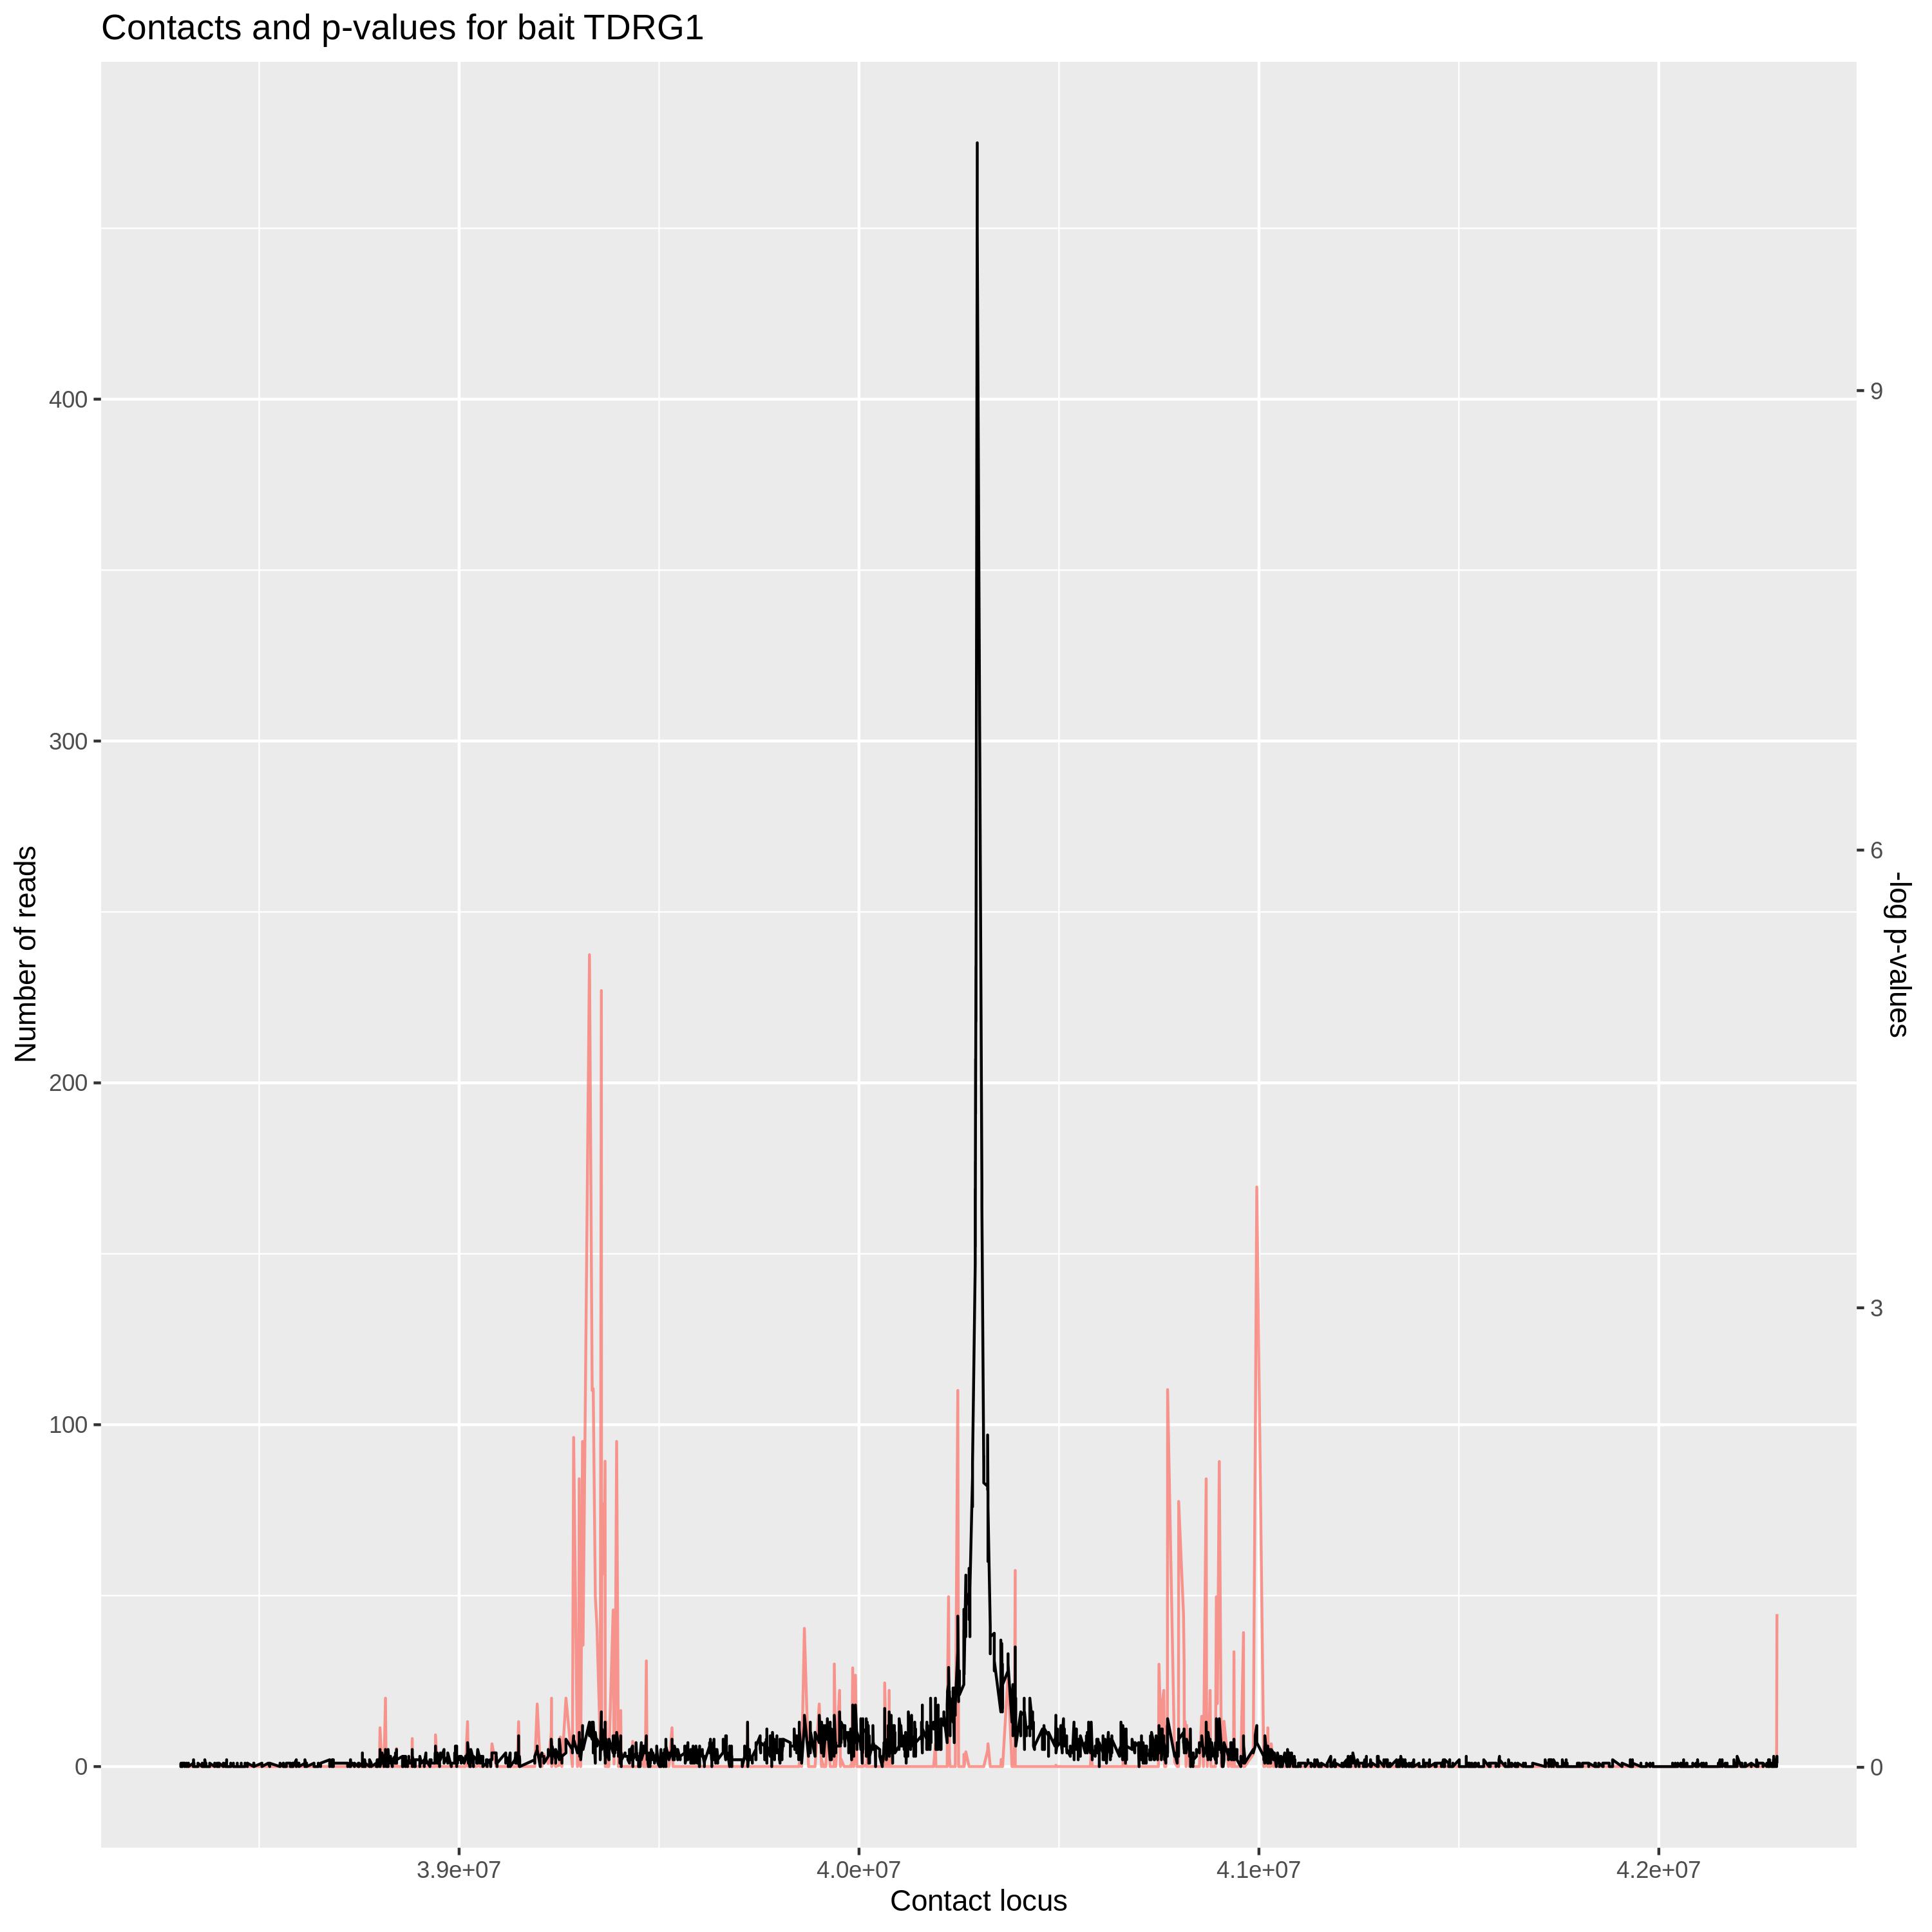 Contacts and p-values for bait TDRG1
400
300
200
100
0
Number of reads
9
6
3
0
-log p-values
3.9e+07
4.0e+07
4.1e+07
4.2e+07
Contact locus